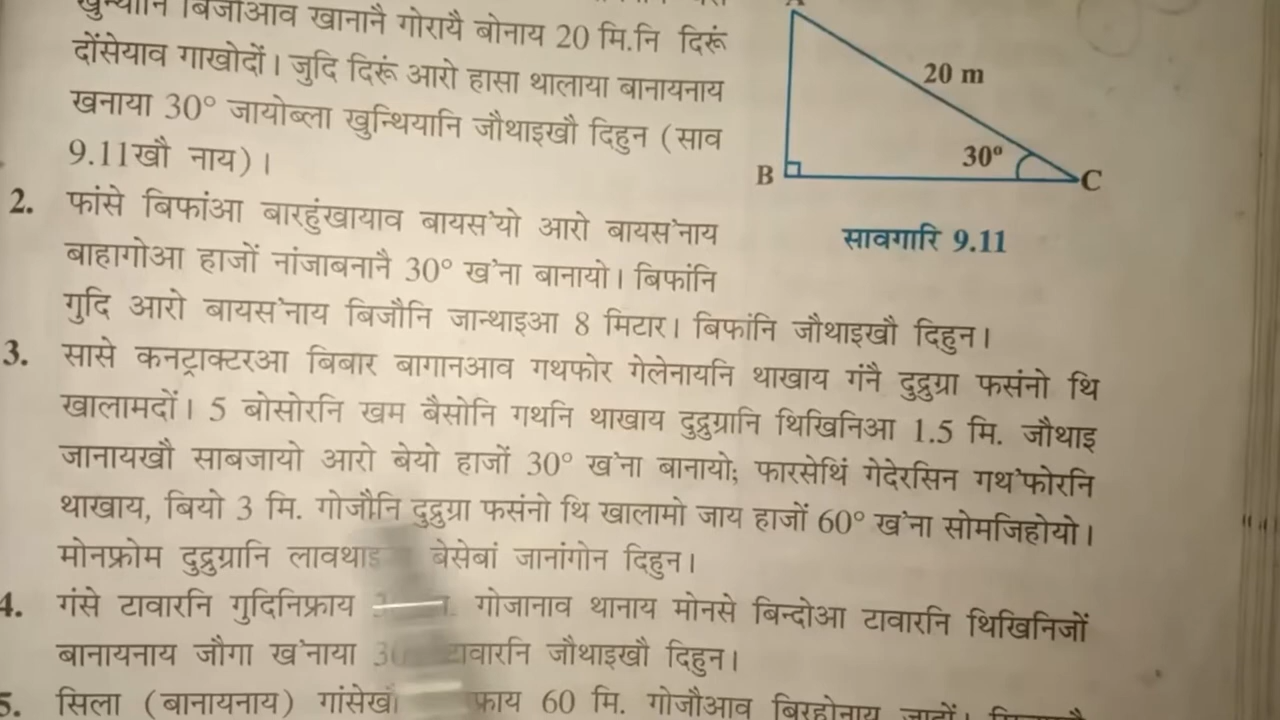 खुन्थीनि बिजौआव खानानै गोरायै बोनाय 20 मि.नि दिरूं
दोंसेयाव गाखोदों। जुदि दिरूं आरो हासा थालाया बानायनाय
खनाया 30° जायोब्ला खुन्थियानि जौथाइखौ दिहुन (साव
9.11खौ नाय)।
20 m
30°
B
C
सावगारि 9.11
2. फांसे बिफांआ बारहुंखायाव बायस'यो आरो बायस'नाय
बाहागोआ हाजों नांजाबनानै 30° ख'ना बानायो। बिफांनि
गुदि आरो बायस'नाय बिजौनि जान्थाइआ 8 मिटार। बिफांनि जौथाइखौ दिहुन।
3. सासे कनट्राक्टरआ बिबार बागानआव गथफोर गेलेनायनि थाखाय गंनै दुद्रुग्रा फसंनो थि
खालामदों। 5 बोसोरनि खम बैसोनि गथनि थाखाय दुद्रुग्रानि थिखिनिआ 1.5 मि. जौथाइ
जानायखौ साबजायो आरो बेयो हाजों 30° ख'ना बानायो; फारसेथिं गेदेरसिन गथ'फोरनि
थाखाय, बियो 3 मि. गोजौनि दुद्रुग्रा फसंनो थि खालामो जाय हाजों 60° ख'ना सोमजिहोयो।
मोनफ्रोम दुद्रुग्रानि लावथाइ बेसेबां जानांगोन दिहुन।
4. गंसे टावारनि गुदिनिफ्राय गोजानाव थानाय मोनसे बिन्दोआ टावारनि थिखिनिजों
बानायनाय जौगा ख'नाया टावारनि जौथाइखौ दिहुन।
5. सिला (बानायनाय) गांसेखौ 60 मि. गोजौआव बिरहोनाय जादों।